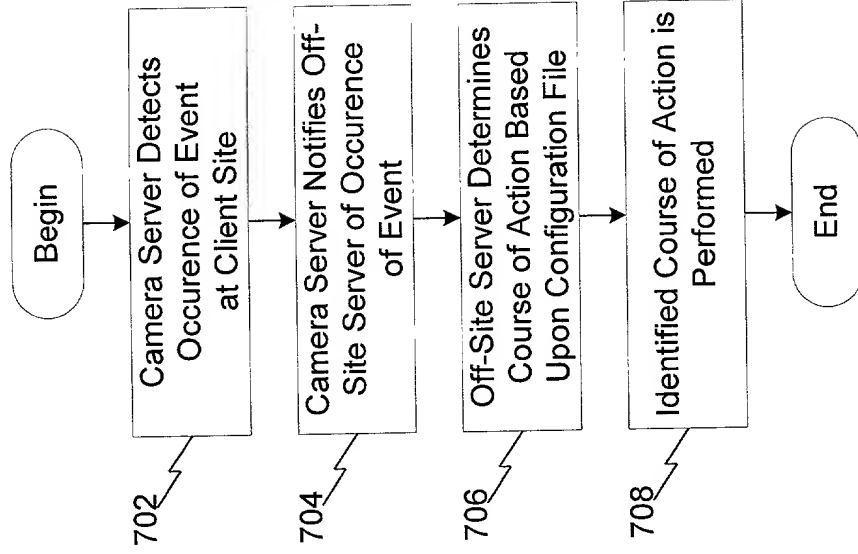 Begin
702
Camera Server Detects
Occurence of Event
at Client Site
704
Camera Server Notifies Off-
Site Server of Occurence
of Event
706
Off-Site Server Determines
Course of Action Based
Upon Configuration File
708
Identified Course of Action is
Performed
End